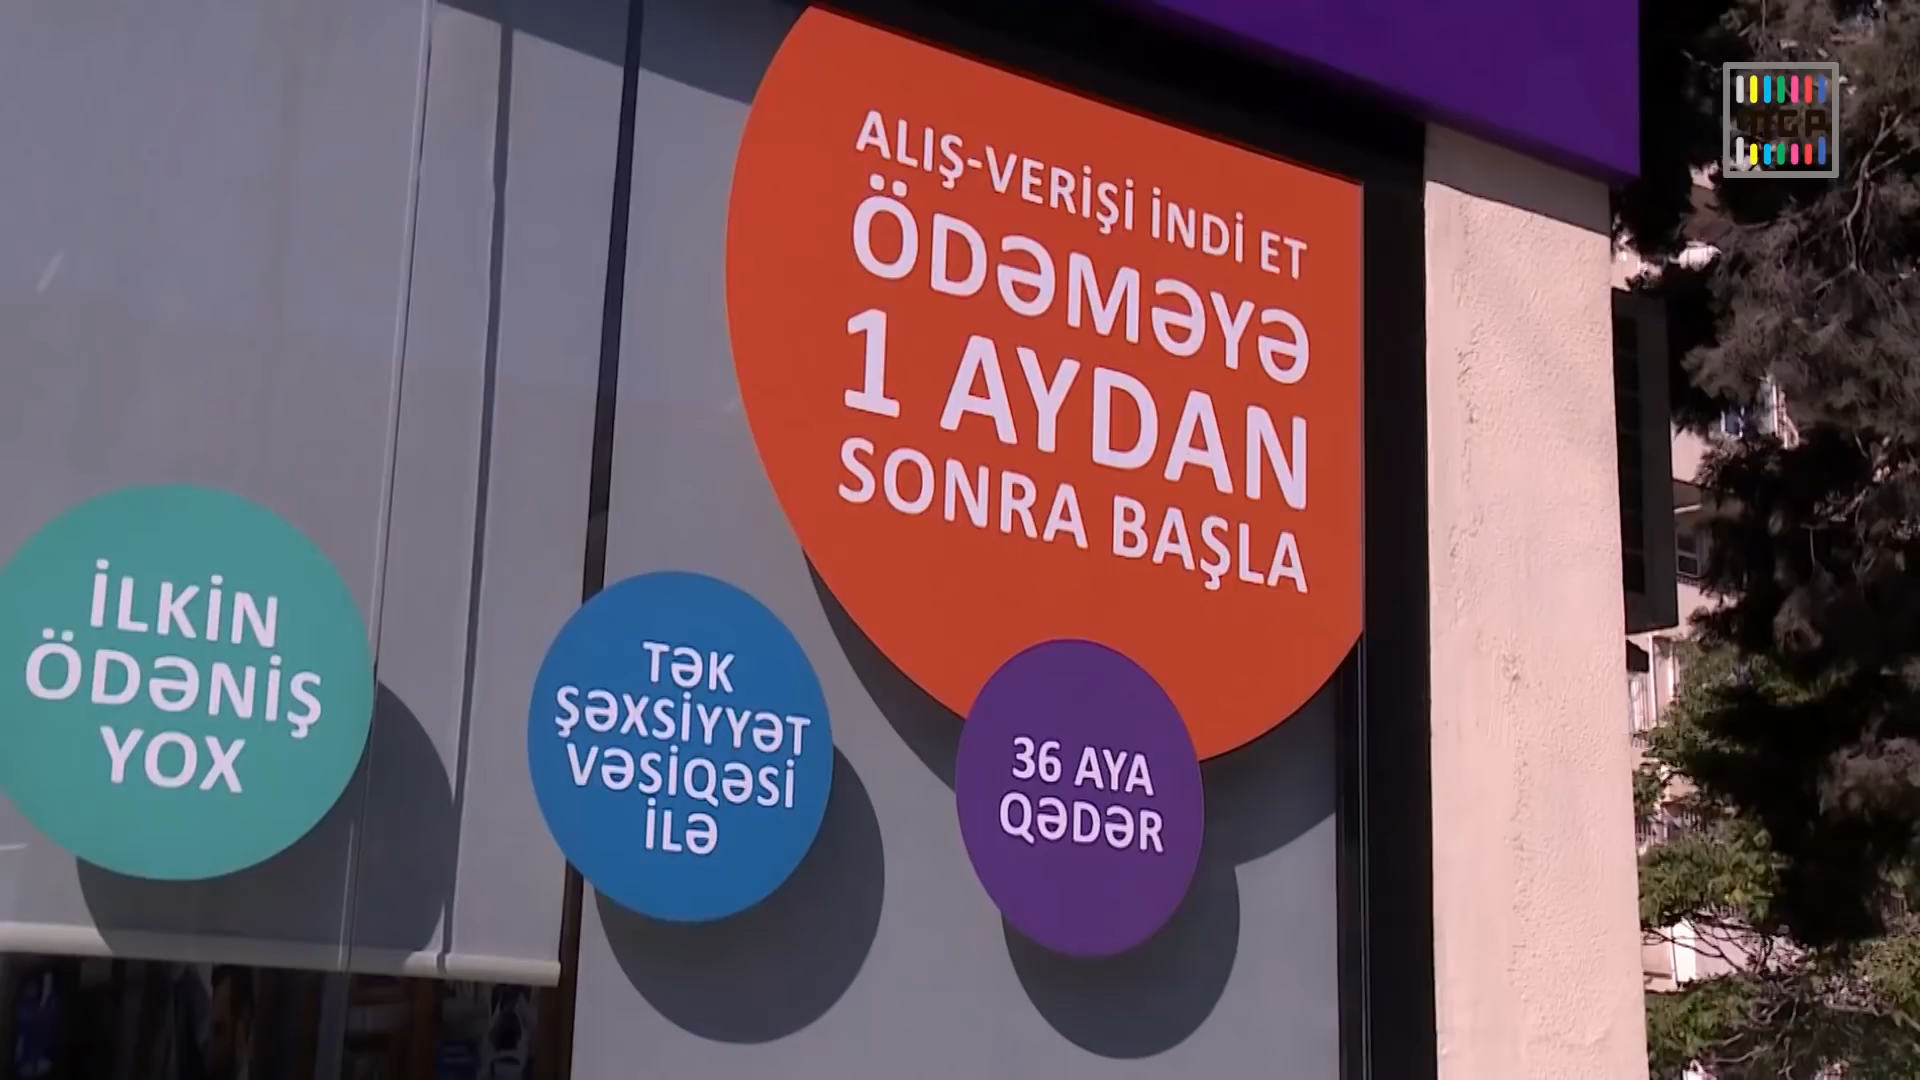 ALIŞ-VERİŞİ İNDİ ET
ÖDƏMƏYƏ
1 AYDAN
SONRA BAŞLA
İLKİN
ÖDƏNİŞ
YOX
TƏK
ŞƏXSİYYƏT
VƏSİQƏSİ
İLƏ
36 AYA
QƏDƏR